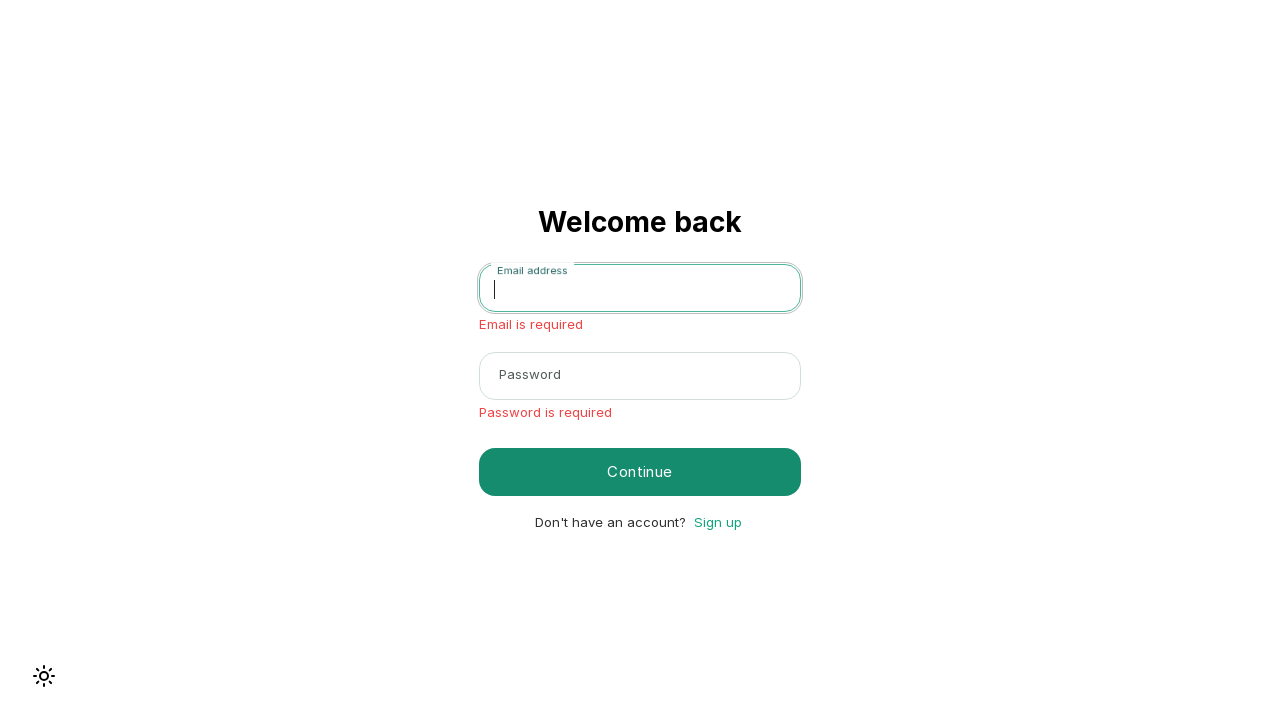 Welcome back
Email address
Email is required
Password
Password is required
Continue
Don't have an account? Sign up